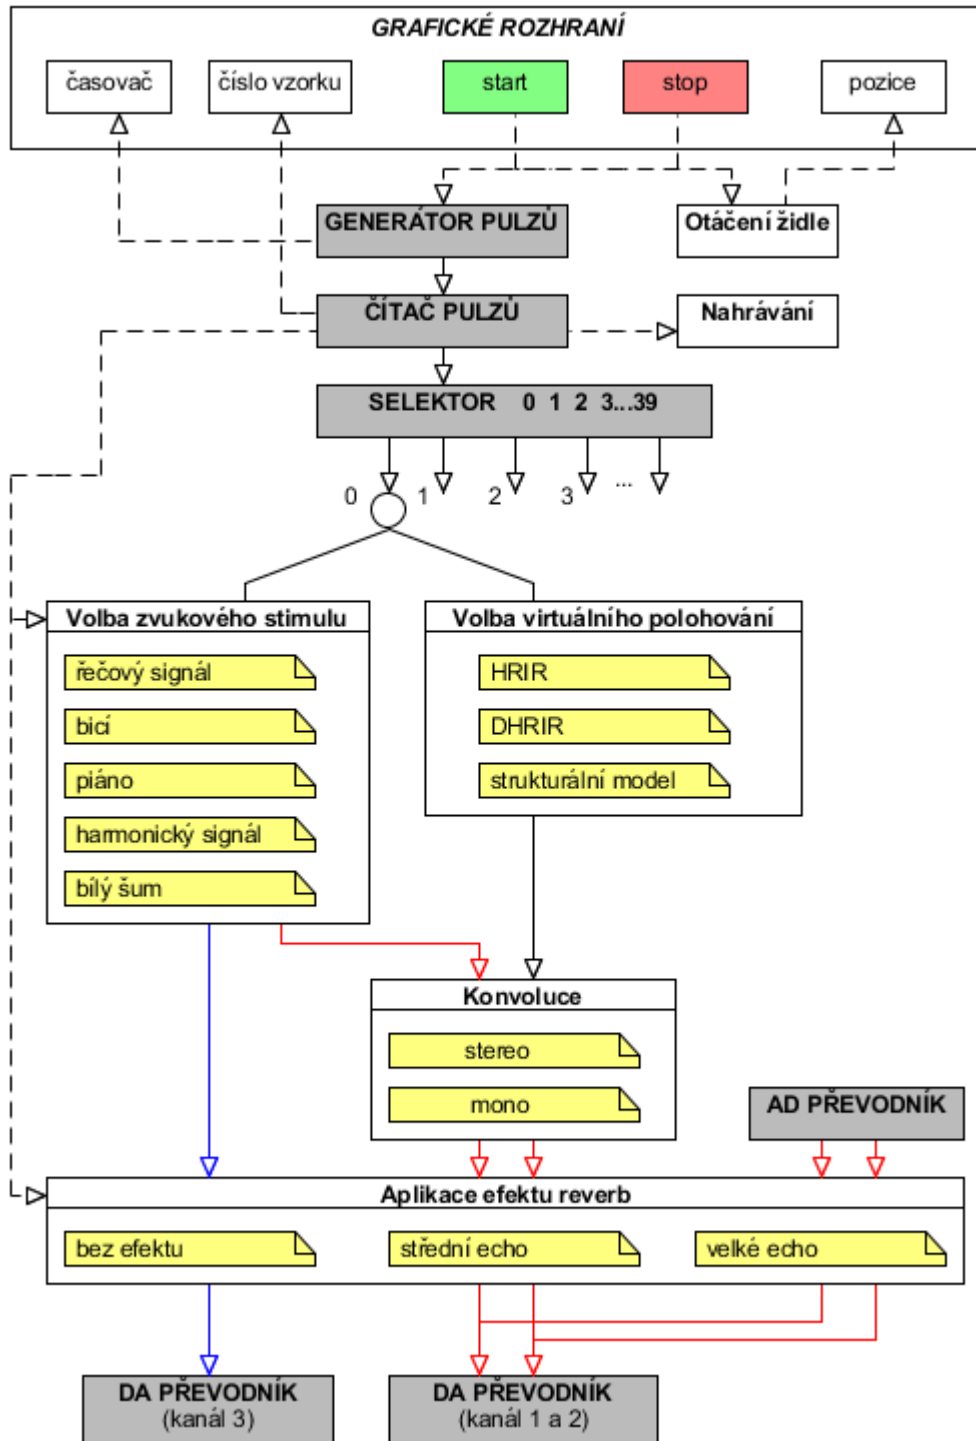 GRAFICKÉ ROZHRANÍ
časovač
číslo vzorku
start
stop
pozice
GENERÁTOR PULZŮ
Otáčení židle
ČÍTAČ PULZŮ
Nahrávání
SELEKTOR 0 1 2 3...39
0
1
2
3
...
Volba zvukového stimulu
Volba virtuálního polohování
řečový signál
HRIR
bicí
DHRIR
piáno
strukturální model
harmonický signál
bílý šum
Konvoluce
stereo
mono
AD PŘEVODNÍK
Aplikace efektu reverb
bez efektu
střední echo
velké echo
DA PŘEVODNÍK
(kanál 3)
DA PŘEVODNÍK
(kanál 1 a 2)